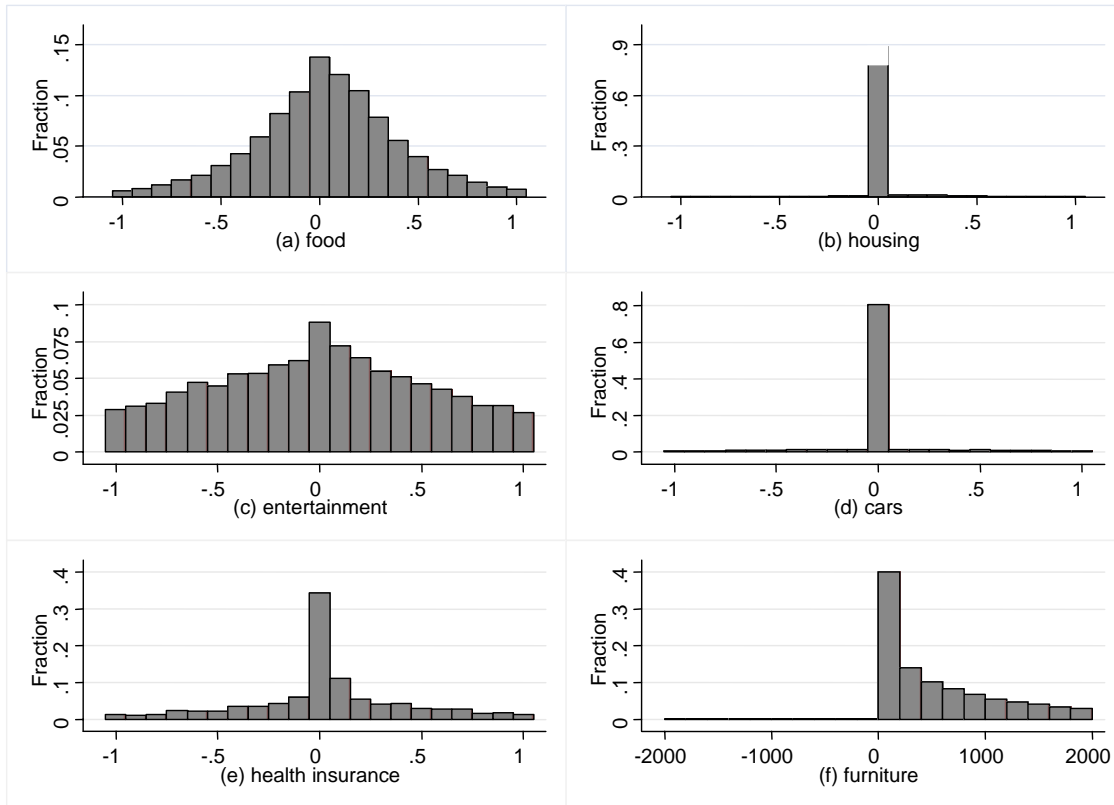 Fraction
0 .05 .1 .15
-1 -.5 0 .5 1
(a) food
Fraction
0 .3 .6 .9
-1 -.5 0 .5 1
(b) housing
Fraction
0 .025 .05 .075 .1
-1 -.5 0 .5 1
(c) entertainment
Fraction
0 .2 .4 .6 .8
-1 -.5 0 .5 1
(d) cars
Fraction
0 .1 .2 .3 .4
-1 -.5 0 .5 1
(e) health insurance
Fraction
0 .1 .2 .3 .4
-2000 -1000 0 1000 2000
(f) furniture